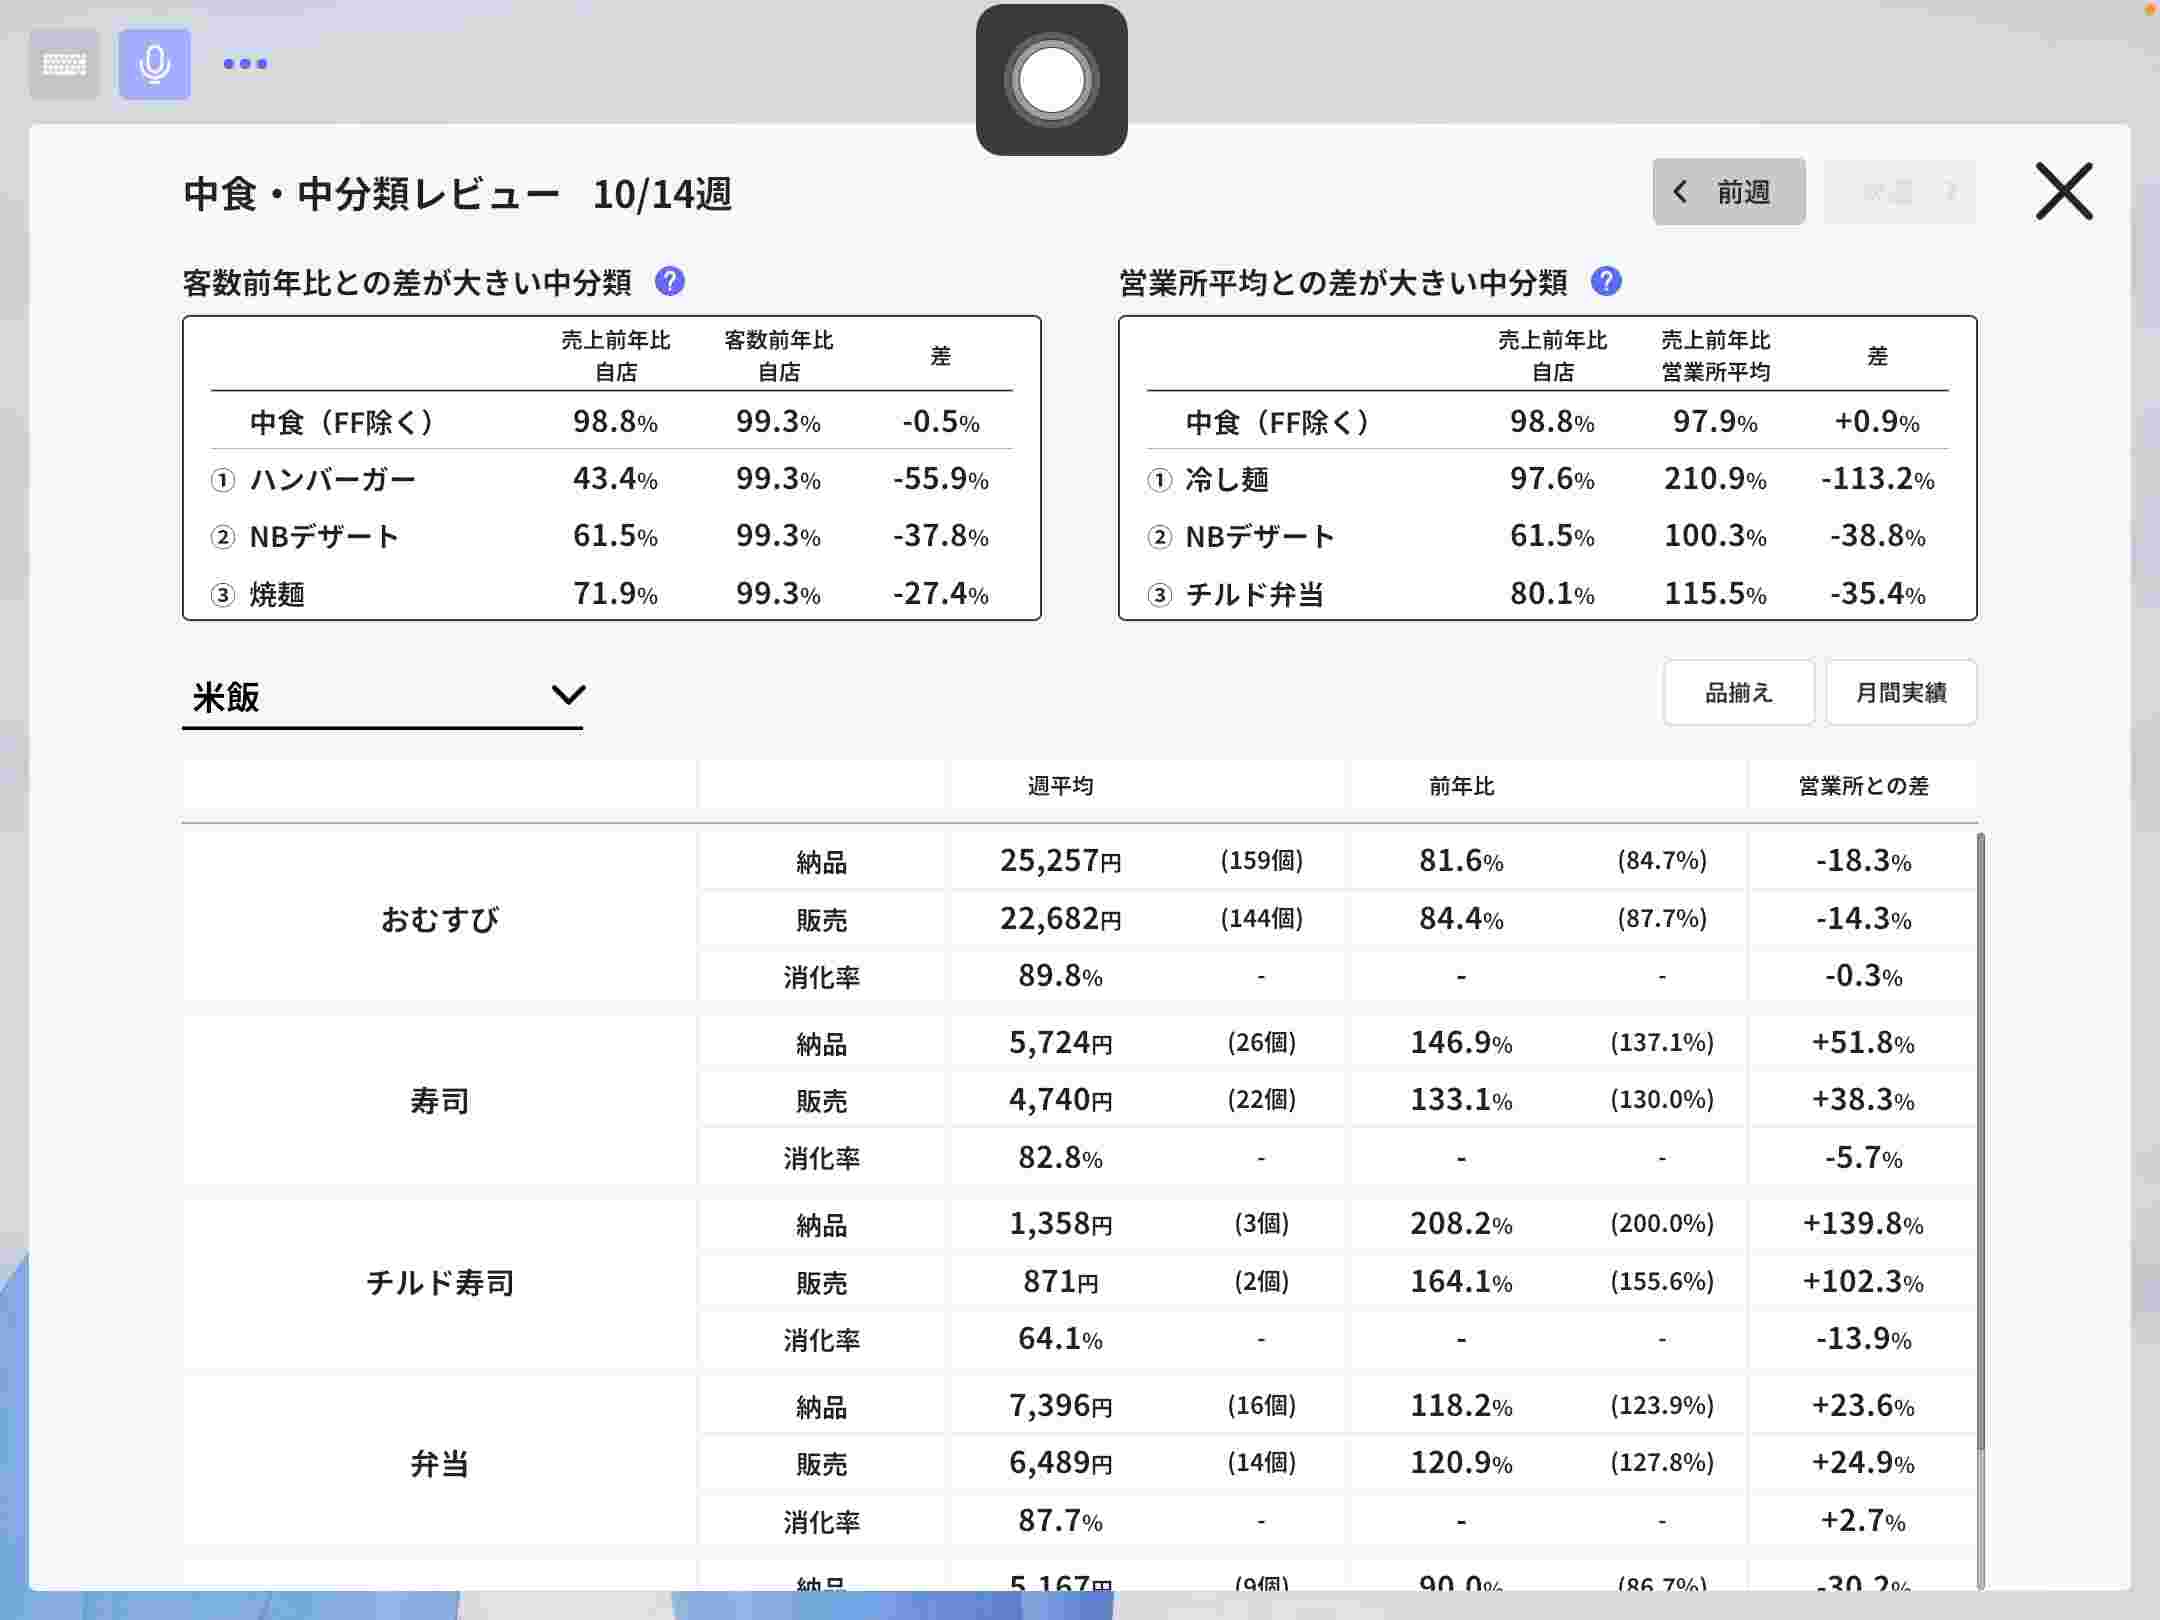 中食・中分類レビュー 10/14週
前週
客数前年比との差が大きい中分類 ?
売上前年比 自店 客数前年比 自店 差
中食（FF除く） 98.8% 99.3% -0.5%
① ハンバーガー 43.4% 99.3% -55.9%
② NBデザート 61.5% 99.3% -37.8%
③ 焼麺 71.9% 99.3% -27.4%
営業所平均との差が大きい中分類 ?
売上前年比 自店 売上前年比 営業所平均 差
中食（FF除く） 98.8% 97.9% +0.9%
① 冷し麺 97.6% 210.9% -113.2%
② NBデザート 61.5% 100.3% -38.8%
③ チルド弁当 80.1% 115.5% -35.4%
米飯
品揃え 月間実績
週平均 前年比 営業所との差
おむすび
納品 25,257円 (159個) 81.6% (84.7%) -18.3%
販売 22,682円 (144個) 84.4% (87.7%) -14.3%
消化率 89.8% - - - -0.3%
寿司
納品 5,724円 (26個) 146.9% (137.1%) +51.8%
販売 4,740円 (22個) 133.1% (130.0%) +38.3%
消化率 82.8% - - - -5.7%
チルド寿司
納品 1,358円 (3個) 208.2% (200.0%) +139.8%
販売 871円 (2個) 164.1% (155.6%) +102.3%
消化率 64.1% - - - -13.9%
弁当
納品 7,396円 (16個) 118.2% (123.9%) +23.6%
販売 6,489円 (14個) 120.9% (127.8%) +24.9%
消化率 87.7% - - - +2.7%
納品 5,167円 (9個) 90.0% (86.7%) -30.2%